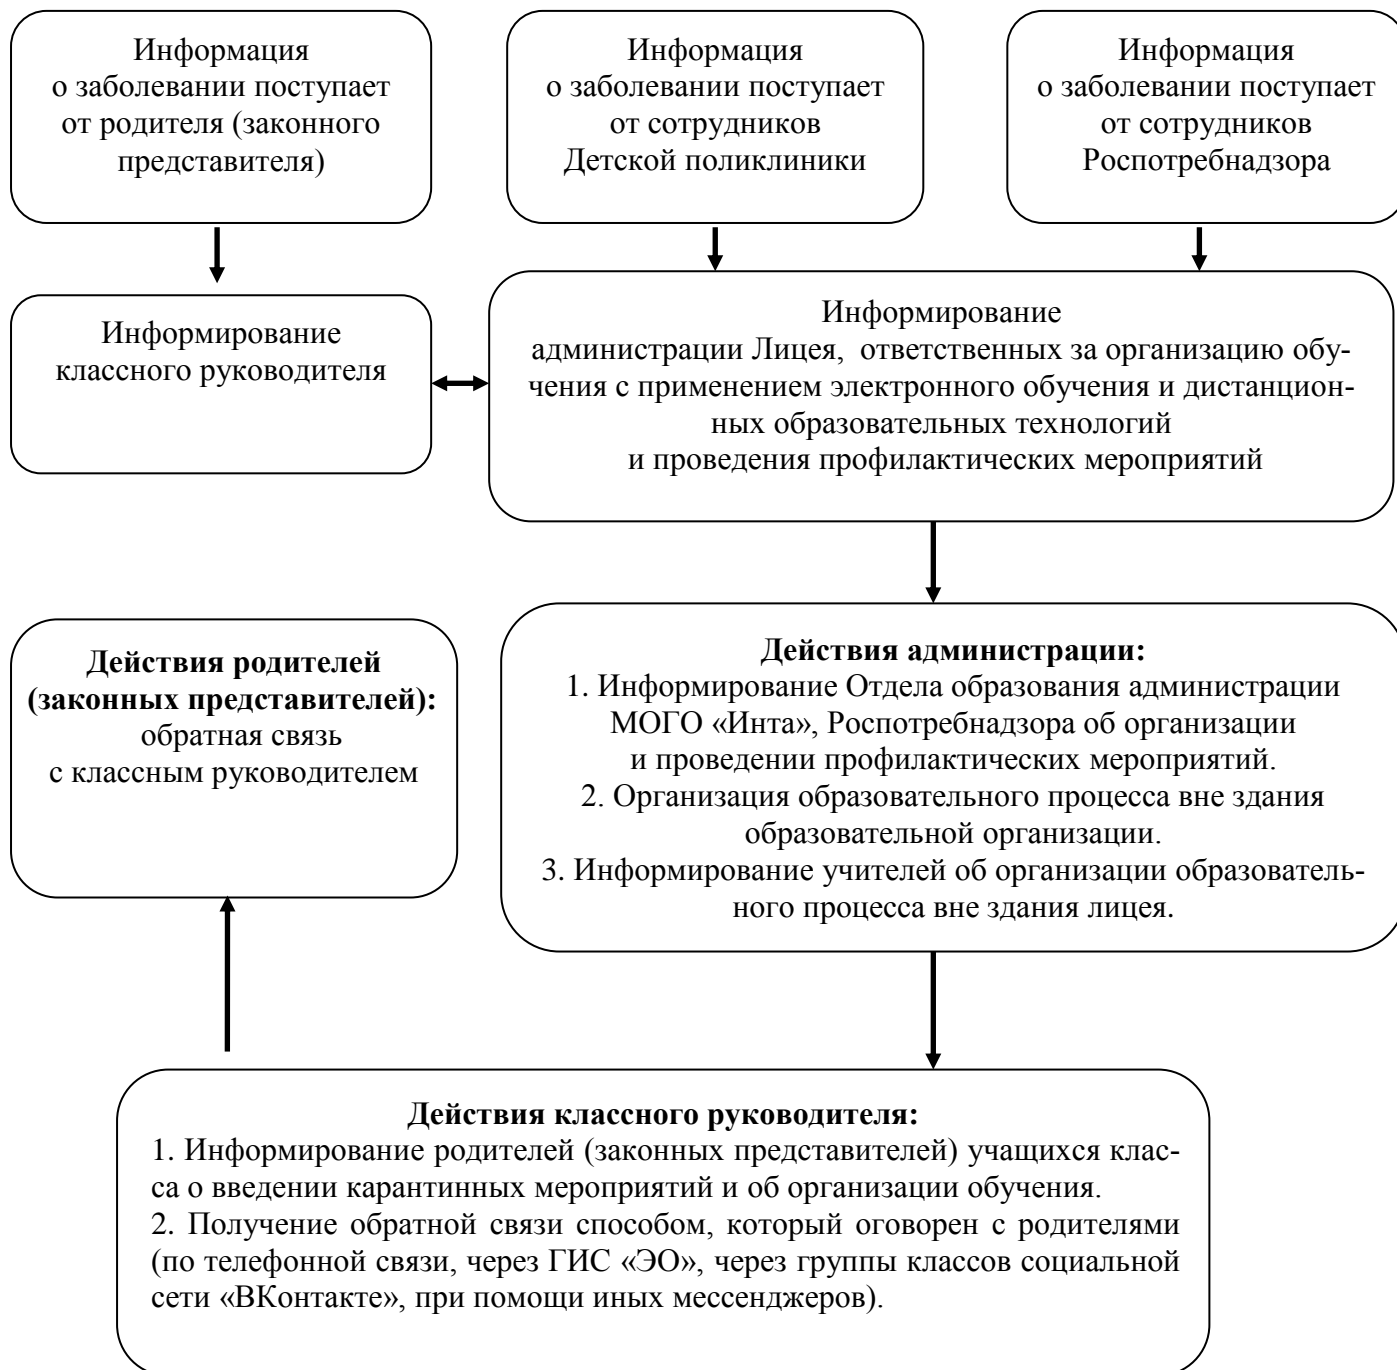 Информация
о заболевании поступает
от родителя (законного
представителя)
Информация
о заболевании поступает
от сотрудников
Детской поликлиники
Информация
о заболевании поступает
от сотрудников
Роспотребнадзора
Информирование
классного руководителя
Информирование
администрации Лицея, ответственных за организацию обу-
чения с применением электронного обучения и дистанцион-
ных образовательных технологий
и проведения профилактических мероприятий
Действия родителей
(законных представителей):
обратная связь
с классным руководителем
Действия администрации:
1. Информирование Отдела образования администрации
МОГО «Инта», Роспотребнадзора об организации
и проведении профилактических мероприятий.
2. Организация образовательного процесса вне здания
образовательной организации.
3. Информирование учителей об организации образователь-
ного процесса вне здания лицея.
Действия классного руководителя:
1. Информирование родителей (законных представителей) учащихся клас-
са о введении карантинных мероприятий и об организации обучения.
2. Получение обратной связи способом, который оговорен с родителями
(по телефонной связи, через ГИС «ЭО», через группы классов социальной
сети «ВКонтакте», при помощи иных мессенджеров).